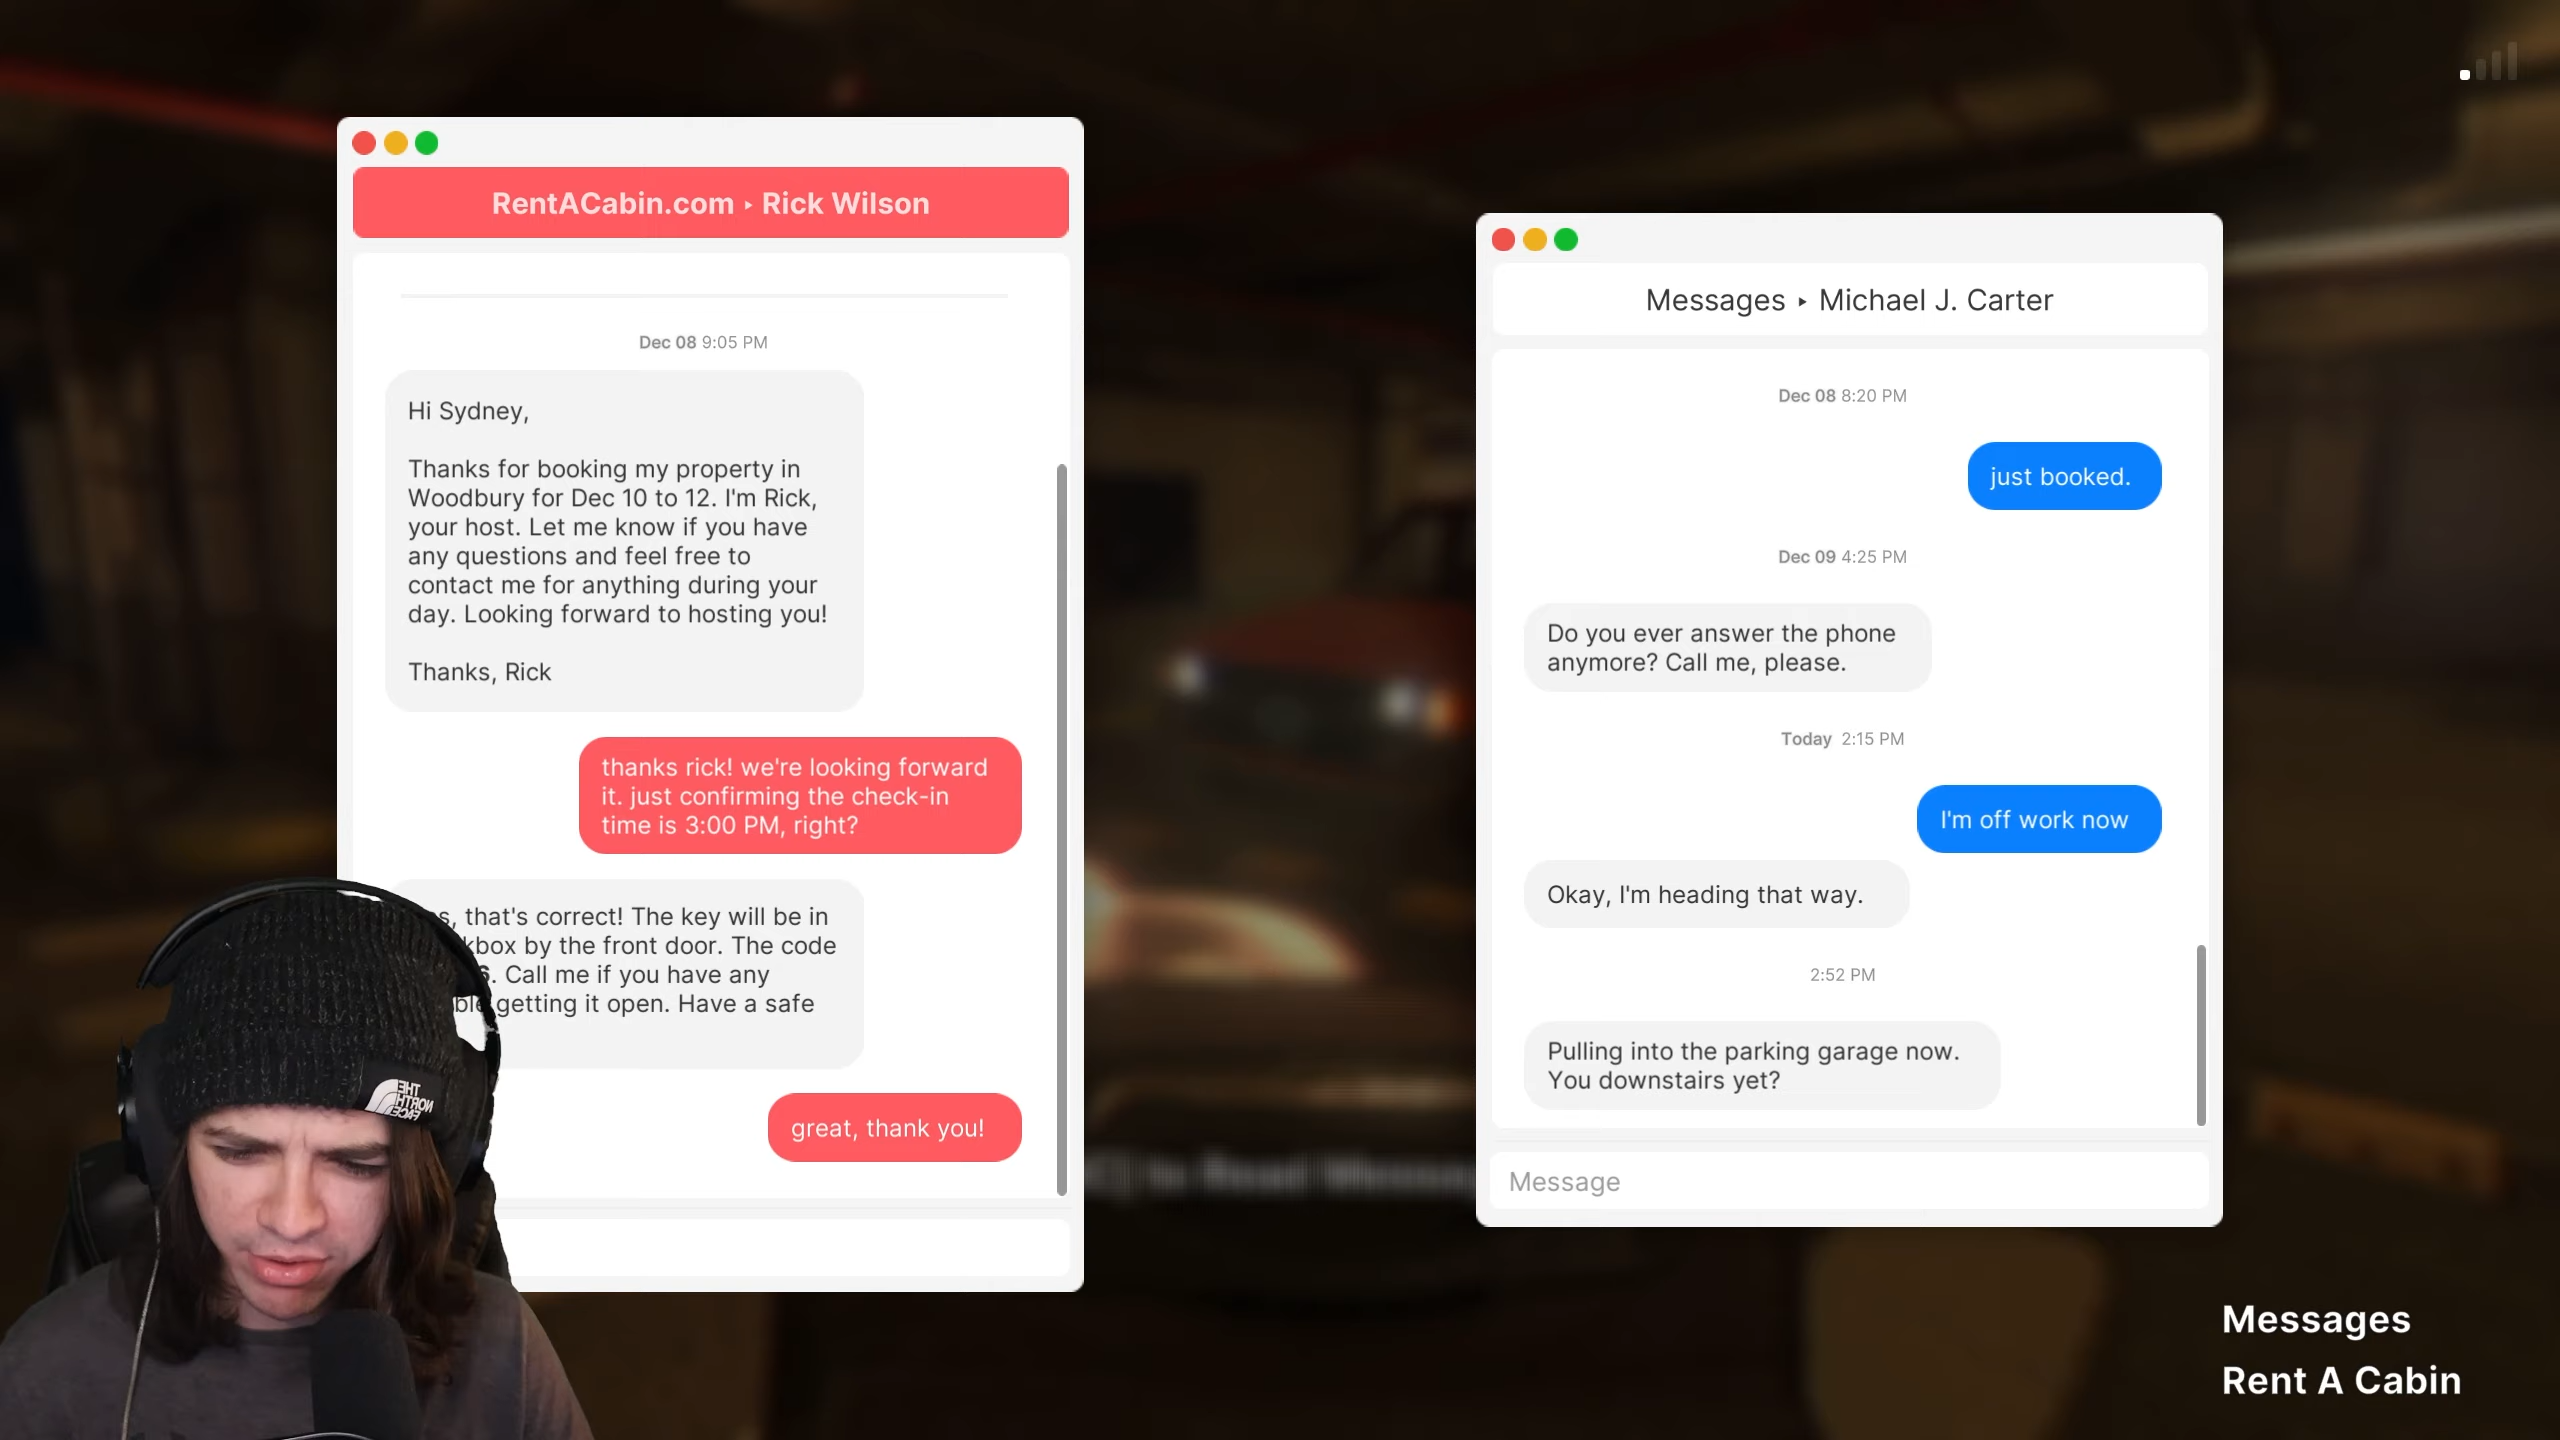 RentACabin.com ▸ Rick Wilson
Dec 08 9:05 PM
Hi Sydney,
Thanks for booking my property in
Woodbury for Dec 10 to 12. I'm Rick,
your host. Let me know if you have
any questions and feel free to
contact me for anything during your
day. Looking forward to hosting you!
Thanks, Rick
thanks rick! we're looking forward
it. just confirming the check-in
time is 3:00 PM, right?
that's correct! The key will be in
by the front door. The code
Call me if you have any
getting it open. Have a safe
great, thank you!
Messages ▸ Michael J. Carter
Dec 08 8:20 PM
just booked.
Dec 09 4:25 PM
Do you ever answer the phone
anymore? Call me, please.
Today 2:15 PM
I'm off work now
Okay, I'm heading that way.
2:52 PM
Pulling into the parking garage now.
You downstairs yet?
Message
Messages
Rent A Cabin
THE
NORTH
FACE